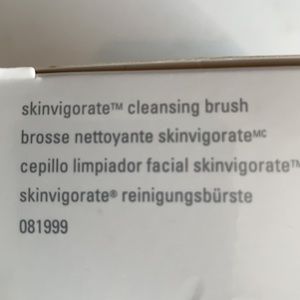 skinvigorate™ cleansing brush
brosse nettoyante skinvigorateᴹᶜ
cepillo limpiador facial skinvigorate™
skinvigorate® reinigungsbürste
081999